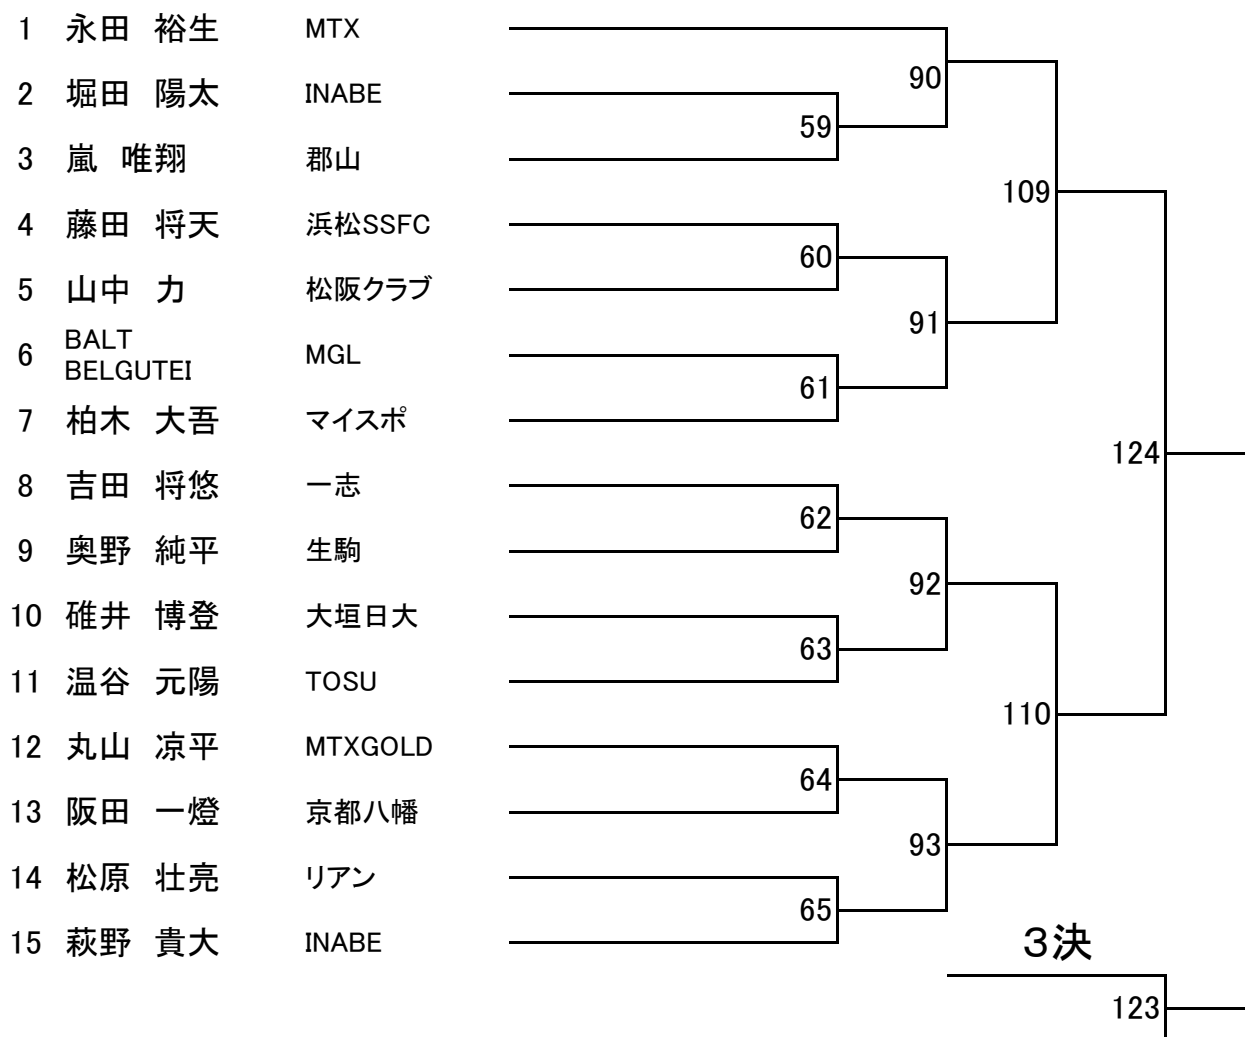 1 永田 裕生 MTX
90
2 堀田 陽太 INABE
59
3 嵐 唯翔 郡山
109
4 藤田 将天 浜松SSFC
60
5 山中 力 松阪クラブ
91
6 BALT BELGUTEI MGL
61
7 柏木 大吾 マイスポ
124
8 吉田 将悠 一志
62
9 奥野 純平 生駒
92
10 碓井 博登 大垣日大
63
11 温谷 元陽 TOSU
110
12 丸山 凉平 MTXGOLD
64
13 阪田 一燈 京都八幡
93
14 松原 壮亮 リアン
65
15 萩野 貴大 INABE
３決
123